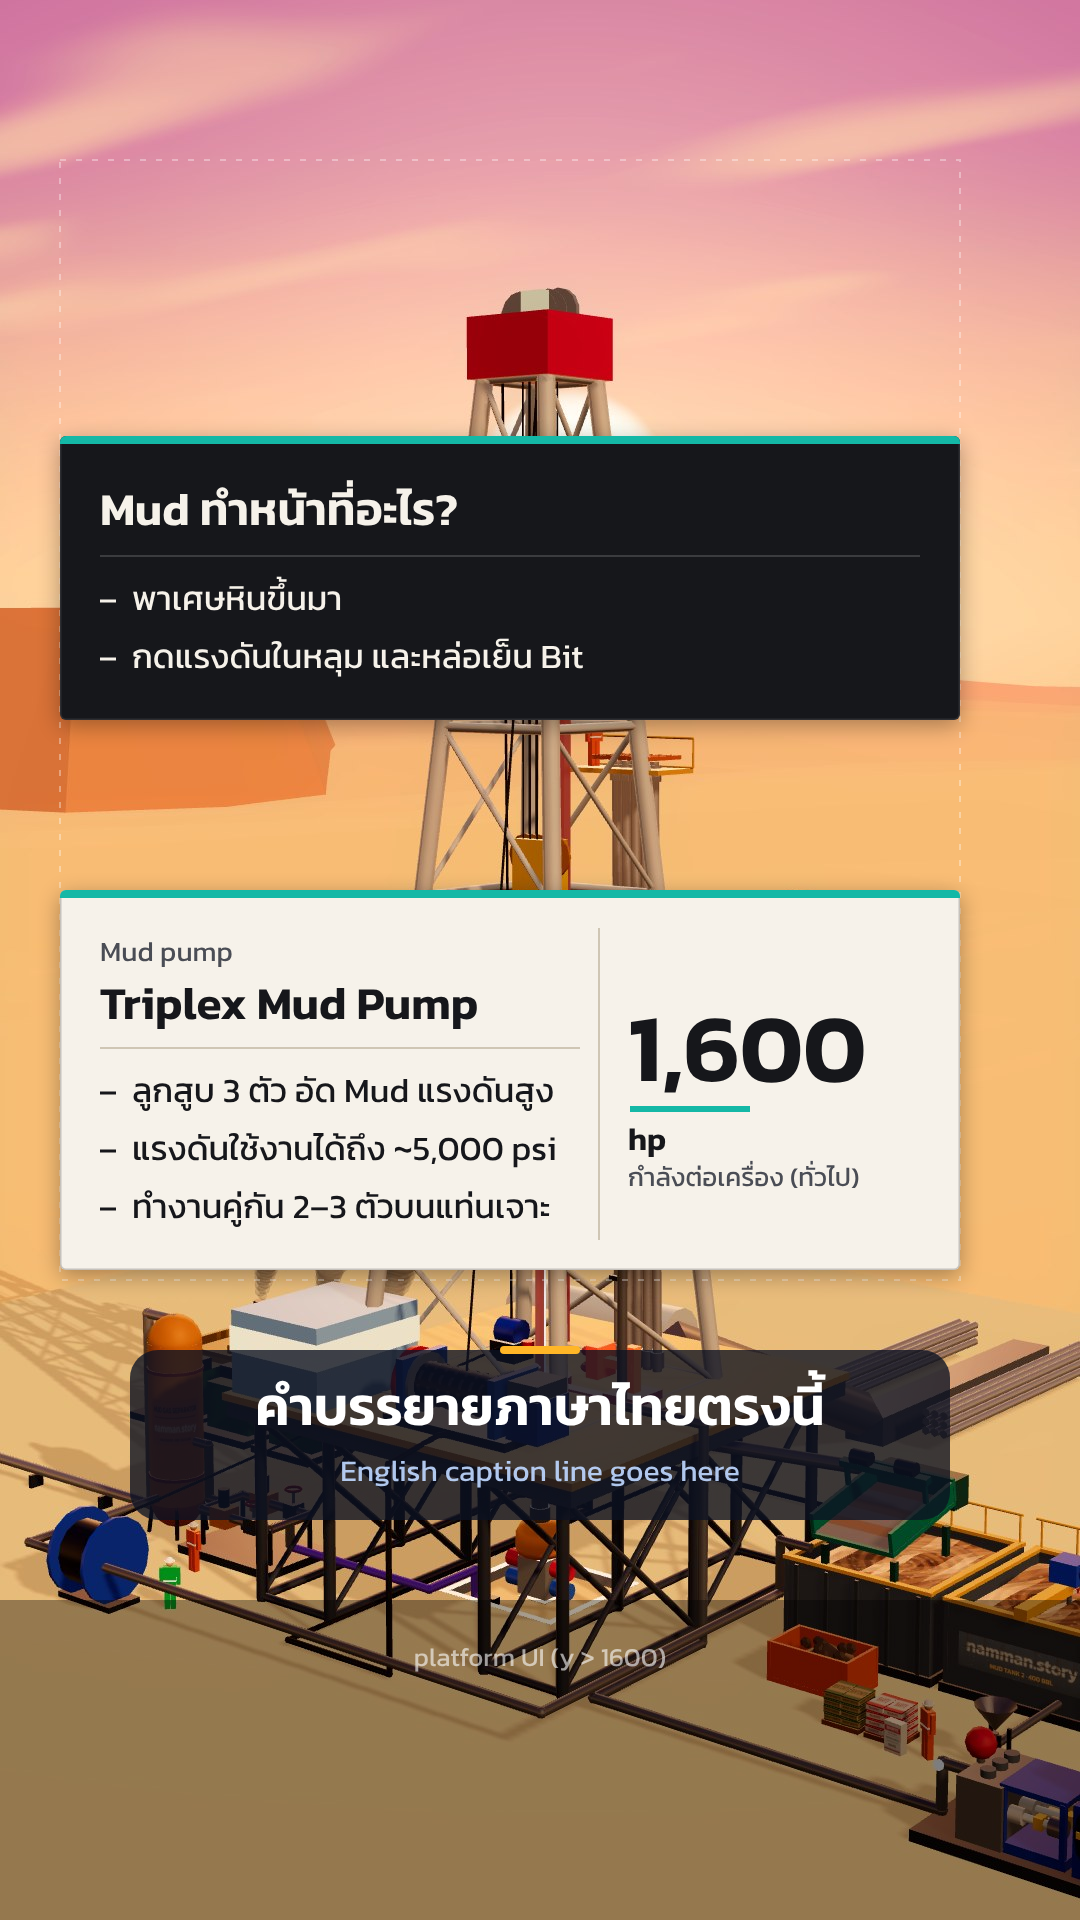 Mud ทำหน้าที่อะไร?
– พาเศษหินขึ้นมา
– กดแรงดันในหลุม และหล่อเย็น Bit
Mud pump
Triplex Mud Pump
– ลูกสูบ 3 ตัว อัด Mud แรงดันสูง
– แรงดันใช้งานได้ถึง ~5,000 psi
– ทำงานคู่กัน 2–3 ตัวบนแท่นเจาะ
1,600
hp
กำลังต่อเครื่อง (ทั่วไป)
คำบรรยายภาษาไทยตรงนี้
English caption line goes here
platform UI (y > 1600)
namman.story